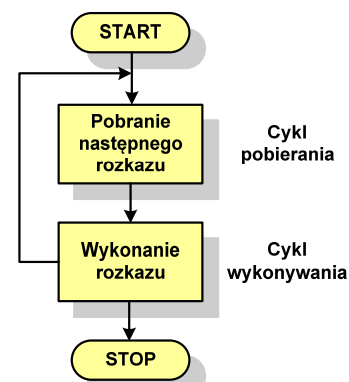 START
Pobranie
następnego
rozkazu
Cykl
pobierania
Wykonanie
rozkazu
Cykl
wykonywania
STOP